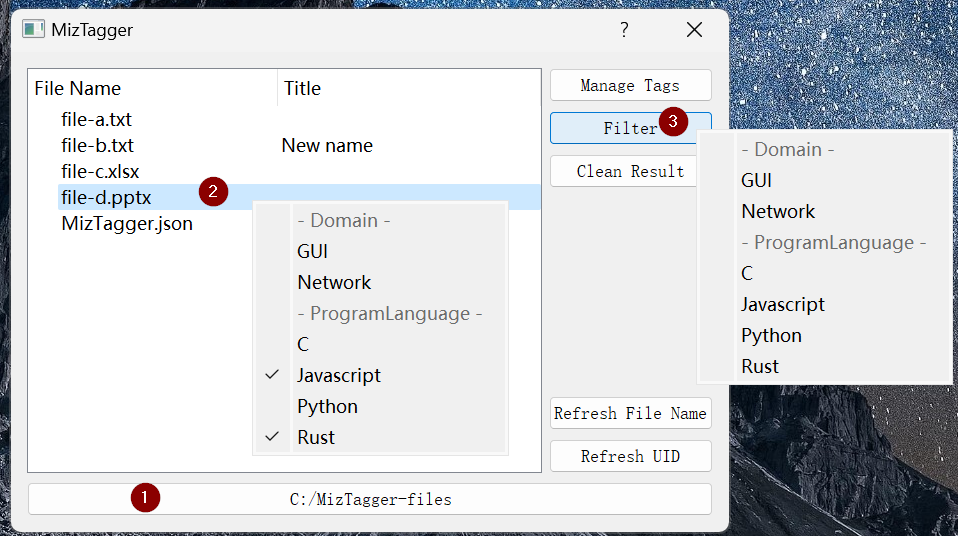 MizTagger
?
File Name Title
file-a.txt
file-b.txt New name
file-c.xlsx
file-d.pptx
MizTagger.json
2
- Domain -
GUI
Network
- ProgramLanguage -
C
Javascript
Python
Rust
Manage Tags
Filter
3
Clean Result
- Domain -
GUI
Network
- ProgramLanguage -
C
Javascript
Python
Rust
Refresh File Name
Refresh UID
1
C:/MizTagger-files